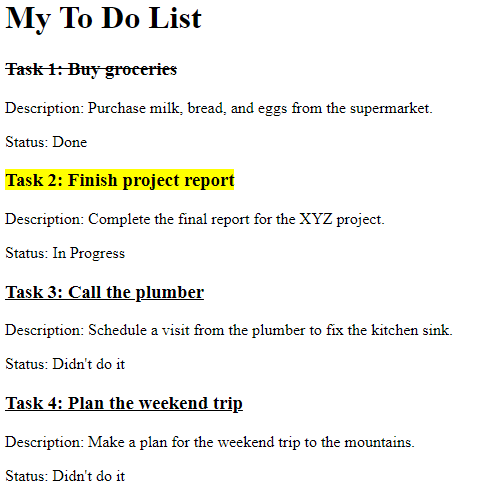 My To Do List
Task 1: Buy groceries
Description: Purchase milk, bread, and eggs from the supermarket.
Status: Done
Task 2: Finish project report
Description: Complete the final report for the XYZ project.
Status: In Progress
Task 3: Call the plumber
Description: Schedule a visit from the plumber to fix the kitchen sink.
Status: Didn't do it
Task 4: Plan the weekend trip
Description: Make a plan for the weekend trip to the mountains.
Status: Didn't do it